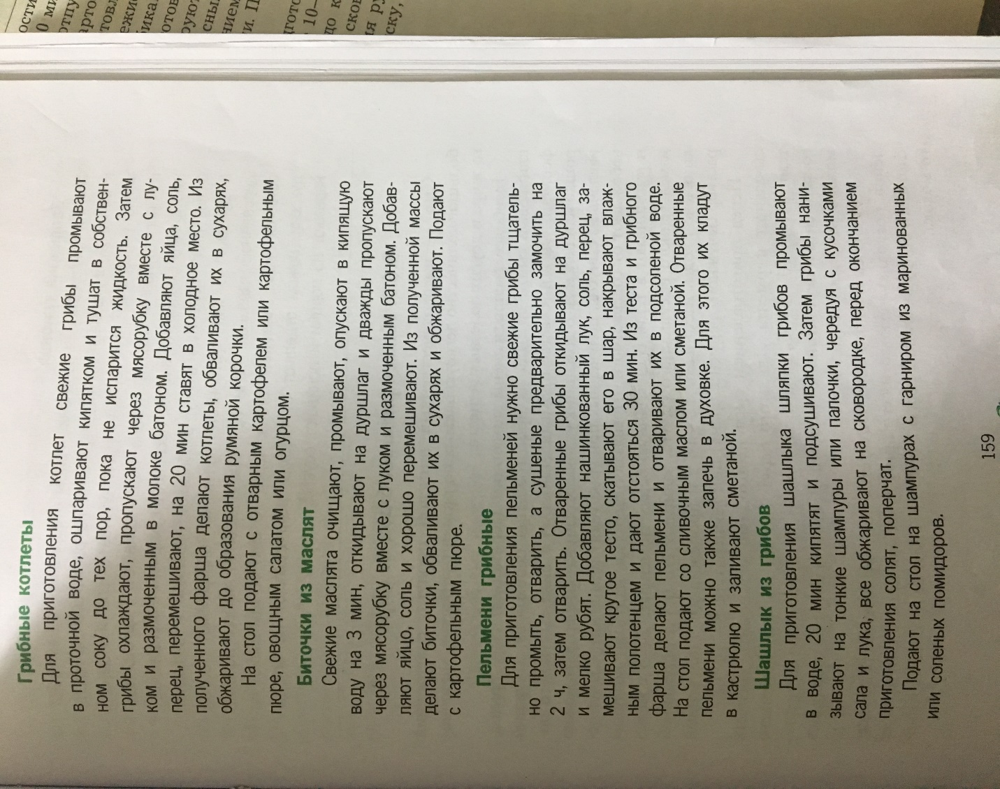 Грибные котлеты
Для приготовления котлет свежие грибы промывают
в проточной воде, ошпаривают кипятком и тушат в собствен-
ном соку до тех пор, пока не испарится жидкость. Затем
грибы охлаждают, пропускают через мясорубку вместе с лу-
ком и размоченным в молоке батоном. Добавляют яйца, соль,
перец, перемешивают, на 20 мин ставят в холодное место. Из
полученного фарша делают котлеты, обваливают их в сухарях,
обжаривают до образования румяной корочки.
На стол подают с отварным картофелем или картофельным
пюре, овощным салатом или огурцом.
Биточки из маслят
Свежие маслята очищают, промывают, опускают в кипящую
воду на 3 мин, откидывают на дуршлаг и дважды пропускают
через мясорубку вместе с луком и размоченным батоном. Добав-
ляют яйцо, соль и хорошо перемешивают. Из полученной массы
делают биточки, обваливают их в сухарях и обжаривают. Подают
с картофельным пюре.
Пельмени грибные
Для приготовления пельменей нужно свежие грибы тщатель-
но промыть, отварить, а сушеные предварительно замочить на
2 ч, затем отварить. Отваренные грибы откидывают на дуршлаг
и мелко рубят. Добавляют нашинкованный лук, соль, перец, за-
мешивают крутое тесто, скатывают его в шар, накрывают влаж-
ным полотенцем и дают отстояться 30 мин. Из теста и грибного
фарша делают пельмени и отваривают их в подсоленой воде.
На стол подают со сливочным маслом или сметаной. Отваренные
пельмени можно также запечь в духовке. Для этого их кладут
в кастрюлю и заливают сметаной.
Шашлык из грибов
Для приготовления шашлыка шляпки грибов промывают
в воде, 20 мин кипятят и подсушивают. Затем грибы нани-
зывают на тонкие шампуры или палочки, чередуя с кусочками
сала и лука, все обжаривают на сковородке, перед окончанием
приготовления солят, поперчат.
Подают на стол на шампурах с гарниром из маринованных
или соленых помидоров.
159